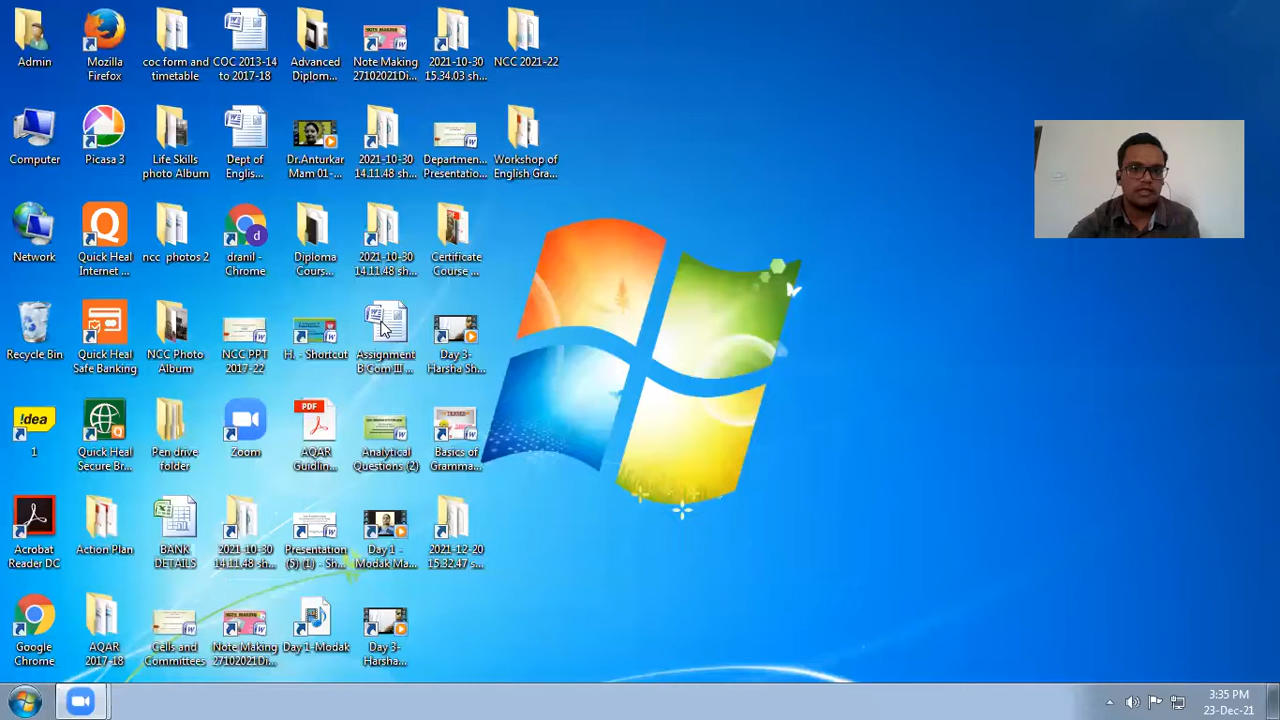 Admin
Mozilla
Firefox
coc form and
timetable
COC 2013-14
to 2017-18
Advanced
Diplom...
Note Making
27102021Di...
2021-10-30
15.34.03 sh...
NCC 2021-22
Computer
Picasa 3
Life Skills
photo Album
Dept of
Englis...
Dr.Anturkar
Mam 01-...
2021-10-30
14.11.48 sh...
Department...
Presentatio...
Workshop of
English Gra...
Network
Quick Heal
Internet ...
ncc photos 2
dranil -
Chrome
Diploma
Cours...
2021-10-30
14.11.48 sh...
Certificate
Course ...
Recycle Bin
Quick Heal
Safe Banking
NCC Photo
Album
NCC PPT
2017-22
H. - Shortcut
Assignment
B Com III ...
Day 3-
Harsha Sh...
!dea
1
Quick Heal
Secure Br...
Pen drive
folder
Zoom
PDF
AQAR
Guidlin...
Analytical
Questions (2)
Basics of
Gramma...
Acrobat
Reader DC
Action Plan
BANK
DETAILS
2021-10-30
14.11.48 sh...
Presentation
(5) (1) - Sh...
Day 1 -
Modak Ma...
2021-12-20
15.32.47 s...
Google
Chrome
AQAR
2017-18
Cells and
Committees
NOTE MAKING
Note Making
27102021Di...
Day 1-Modak
Day 3-
Harsha...
3:35 PM
23-Dec-21